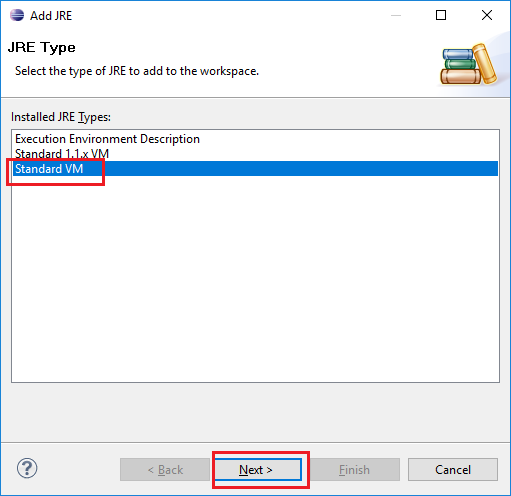 Add JRE
JRE Type
Select the type of JRE to add to the workspace.
Installed JRE Types:
Execution Environment Description
Standard 1.1.x VM
Standard VM
?
< Back
Next >
Finish
Cancel